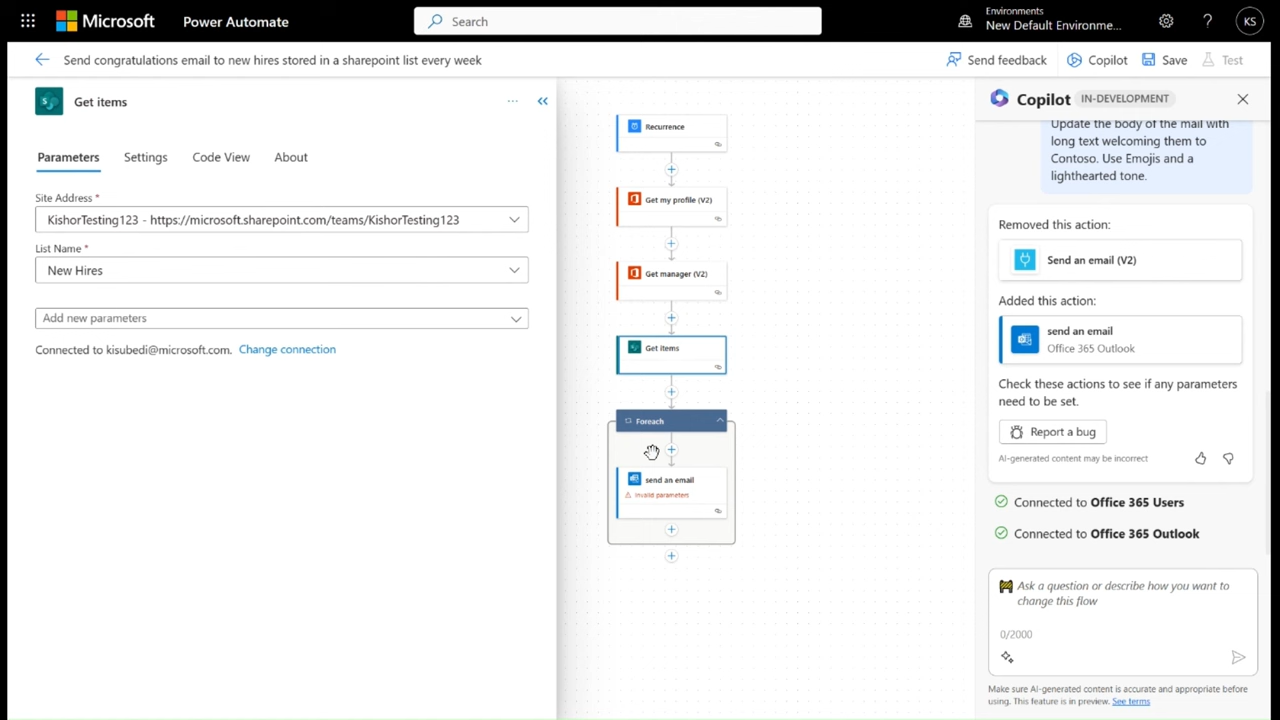 Microsoft
Power Automate
Search
Environments
New Default Environme...
?
KS
Send congratulations email to new hires stored in a sharepoint list every week
Send feedback
Copilot
Save
Test
Get items
Parameters
Settings
Code View
About
Site Address *
KishorTesting123 - https://microsoft.sharepoint.com/teams/KishorTesting123
List Name *
New Hires
Add new parameters
Connected to kisubedi@microsoft.com. Change connection
Recurrence
Get my profile (V2)
Get manager (V2)
Get items
Foreach
send an email
Invalid parameters
Copilot IN-DEVELOPMENT
Update the body of the mail with
long text welcoming them to
Contoso. Use Emojis and a
lighthearted tone.
Removed this action:
Send an email (V2)
Added this action:
send an email
Office 365 Outlook
Check these actions to see if any parameters
need to be set.
Report a bug
AI-generated content may be incorrect
Connected to Office 365 Users
Connected to Office 365 Outlook
Ask a question or describe how you want to
change this flow
0/2000
Make sure AI-generated content is accurate and appropriate before
using. This feature is in preview. See terms